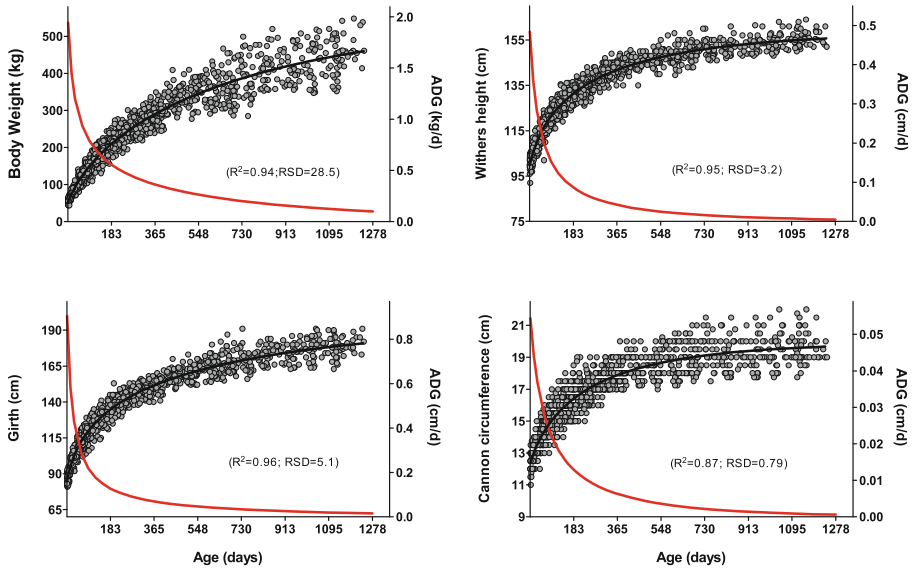 Body Weight (kg)
500
400
300
200
100
0
2.0
1.5
1.0
0.5
0.0
ADG
(kg/d)
(R²=0.94;RSD=28.5)
183 365 548 730 913 1095 1278
Withers height (cm)
155
135
115
95
75
0.5
0.4
0.3
0.2
0.1
0.0
ADG (cm/d)
(R²=0.95; RSD=3.2)
183 365 548 730 913 1095 1278
Girth (cm)
190
165
140
115
90
65
0.8
0.6
0.4
0.2
0.0
ADG
(cm/d)
(R²=0.96; RSD=5.1)
183 365 548 730 913 1095 1278
Age (days)
Cannon circumference (cm)
21
19
17
15
13
11
9
0.05
0.04
0.03
0.02
0.01
0.00
ADG (cm/d)
(R²=0.87; RSD=0.79)
183 365 548 730 913 1095 1278
Age (days)